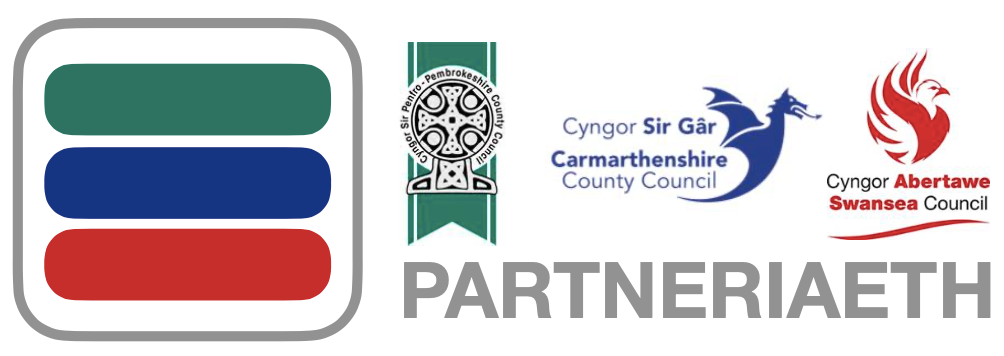 Cyngor Sir Penfro - Pembrokeshire County Council
Cyngor Sir Gâr
Carmarthenshire
County Council
Cyngor Abertawe
Swansea Council
PARTNERIAETH